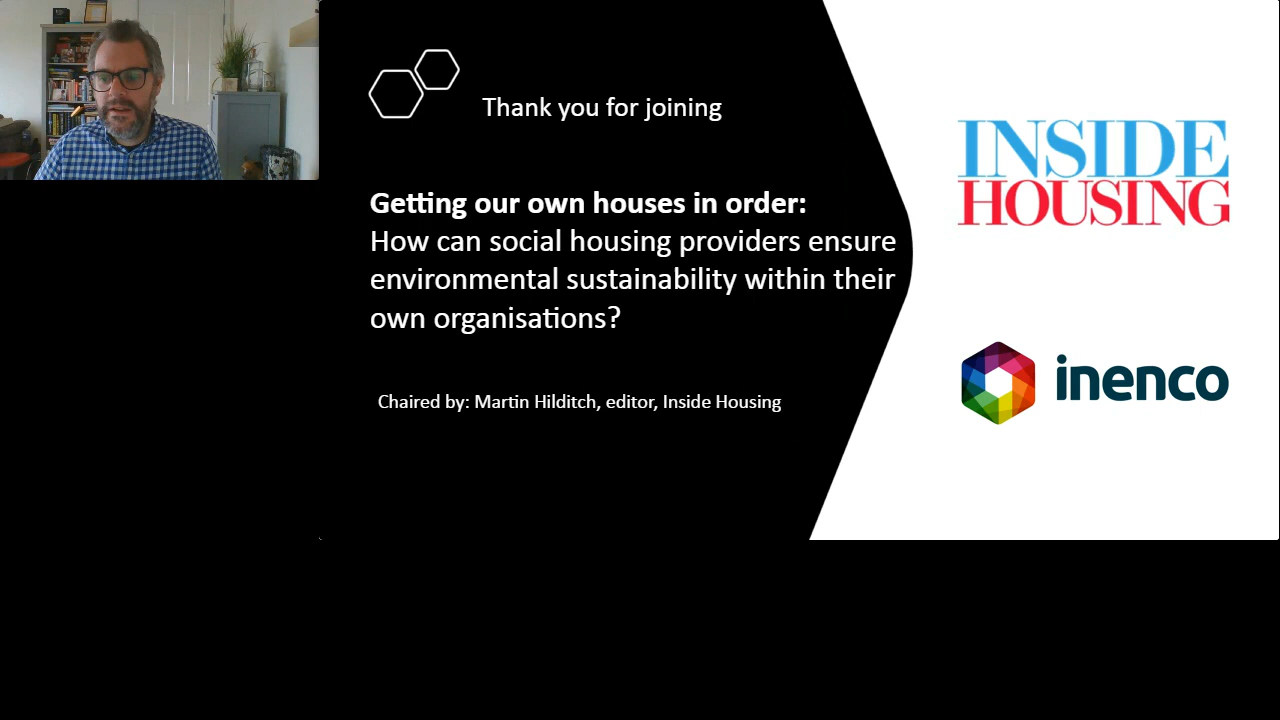 Thank you for joining
Getting our own houses in order:
How can social housing providers ensure
environmental sustainability within their
own organisations?
Chaired by: Martin Hilditch, editor, Inside Housing
INSIDE
HOUSING
inenco